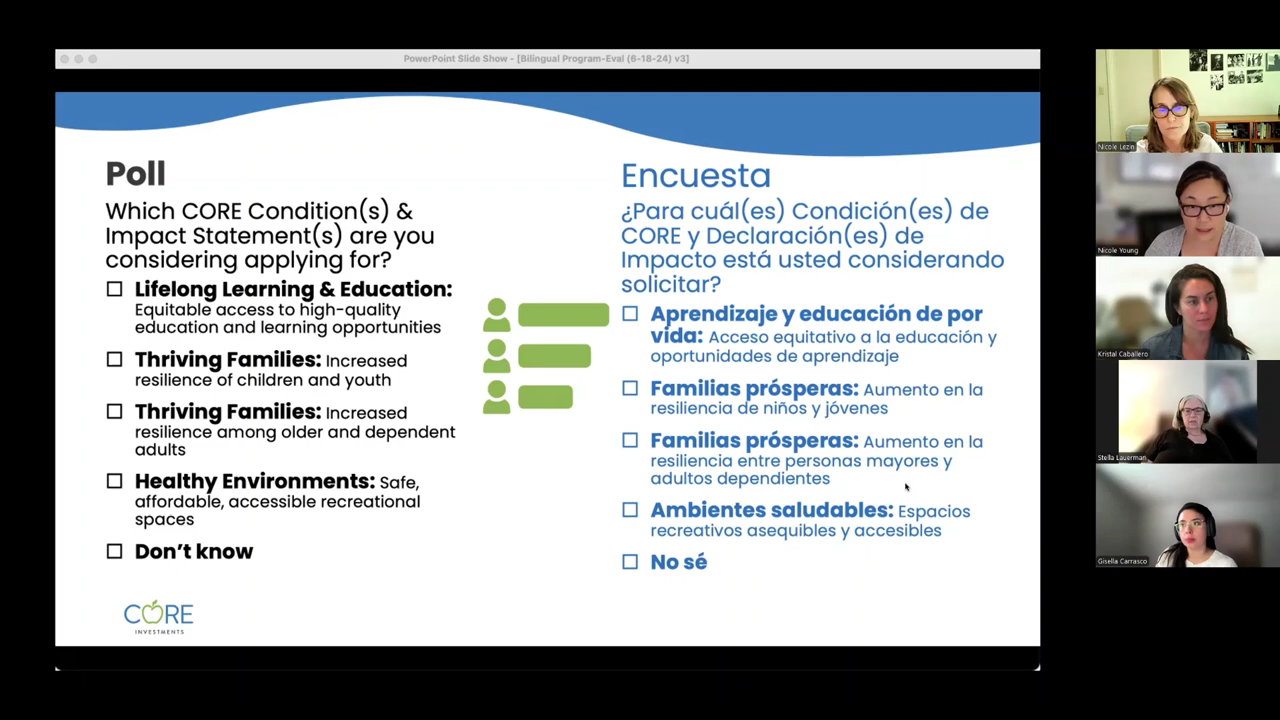 PowerPoint Slide Show - [Bilingual Program-Eval (6-18-24) v3]
Poll
Which CORE Condition(s) &
Impact Statement(s) are you
considering applying for?
☐ Lifelong Learning & Education:
Equitable access to high-quality
education and learning opportunities
☐ Thriving Families: Increased
resilience of children and youth
☐ Thriving Families: Increased
resilience among older and dependent
adults
☐ Healthy Environments: Safe,
affordable, accessible recreational
spaces
☐ Don’t know
CORE
INVESTMENTS
Encuesta
¿Para cuál(es) Condición(es) de
CORE y Declaración(es) de
Impacto está usted considerando
solicitar?
☐ Aprendizaje y educación de por
vida: Acceso equitativo a la educación y
oportunidades de aprendizaje
☐ Familias prósperas: Aumento en la
resiliencia de niños y jóvenes
☐ Familias prósperas: Aumento en la
resiliencia entre personas mayores y
adultos dependientes
☐ Ambientes saludables: Espacios
recreativos asequibles y accesibles
☐ No sé
Nicole Lezin
Nicole Young
Kristal Caballero
Stella Lauerman
Gisella Carrasco